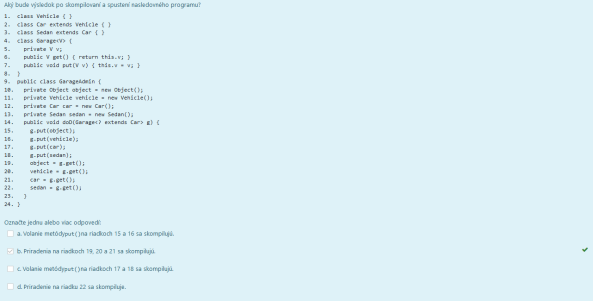 Aký bude výsledok po skompilovaní a spustení nasledovného programu?
1. class Vehicle { }
2. class Car extends Vehicle { }
3. class Sedan extends Car { }
4. class Garage<V> {
5. private V v;
6. public V get() { return this.v; }
7. public void put(V v) { this.v = v; }
8. }
9. public class GarageAdmin {
10. private Object object = new Object();
11. private Vehicle vehicle = new Vehicle();
12. private Car car = new Car();
13. private Sedan sedan = new Sedan();
14. public void doD(Garage<? extends Car> g) {
15. g.put(object);
16. g.put(vehicle);
17. g.put(car);
18. g.put(sedan);
19. object = g.get();
20. vehicle = g.get();
21. car = g.get();
22. sedan = g.get();
23. }
24. }
Označte jednu alebo viac odpovedí:
a. Volanie metódy put() na riadkoch 15 a 16 sa skompilujú.
b. Priradenia na riadkoch 19, 20 a 21 sa skompilujú.
c. Volanie metódy put() na riadkoch 17 a 18 sa skompilujú.
d. Priradenie na riadku 22 sa skompiluje.